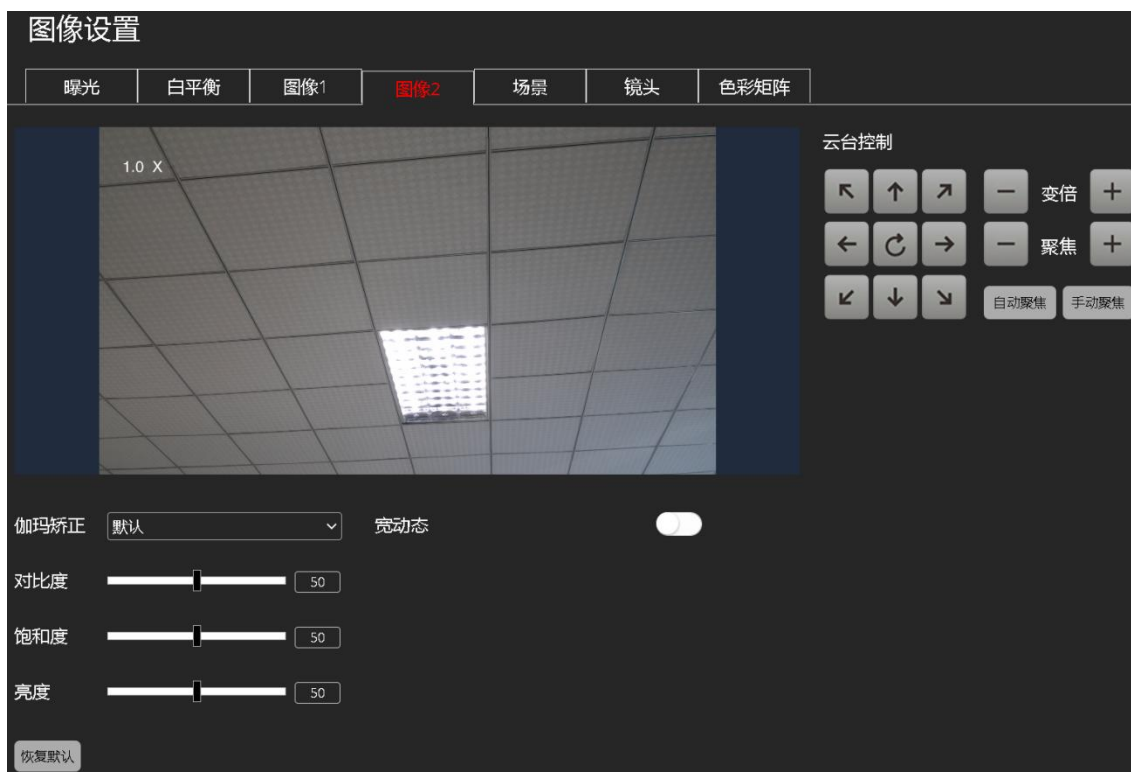 图像设置
曝光 白平衡 图像1 图像2 场景 镜头 色彩矩阵
1.0 X
云台控制
变倍
聚焦
自动聚焦 手动聚焦
伽玛矫正 默认 宽动态
对比度 50
饱和度 50
亮度 50
恢复默认